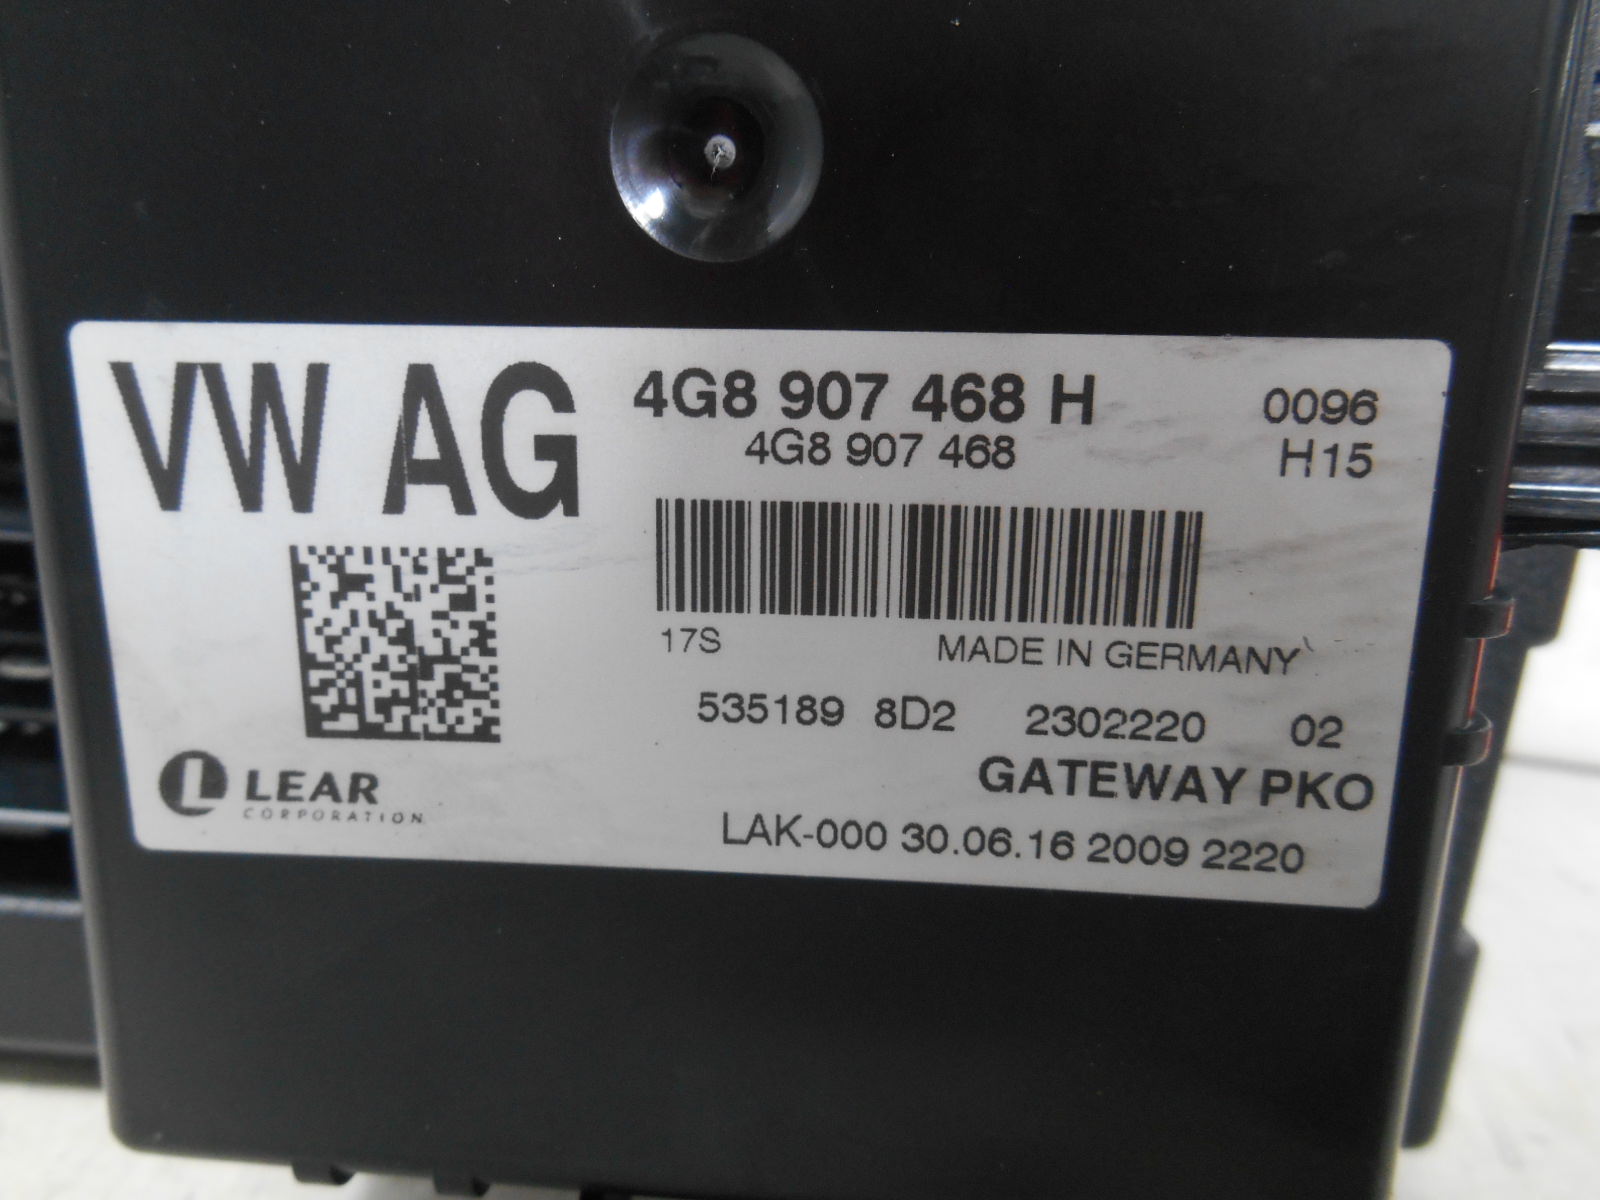 VW AG
4G8 907 468 H 0096
4G8 907 468 H15
17S MADE IN GERMANY
535189 8D2 2302220 02
GATEWAY PKO
L LEAR
CORPORATION
LAK-000 30.06.16 2009 2220